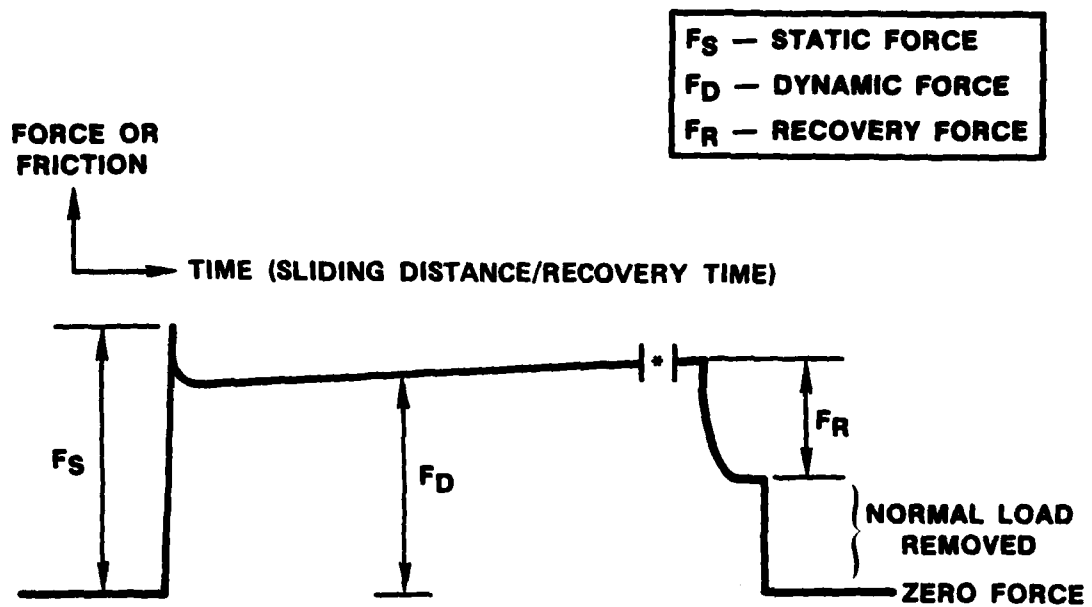 FS — STATIC FORCE
FD — DYNAMIC FORCE
FR — RECOVERY FORCE
FORCE OR
FRICTION
TIME (SLIDING DISTANCE/RECOVERY TIME)
*
FS
FD
FR
NORMAL LOAD
REMOVED
ZERO FORCE